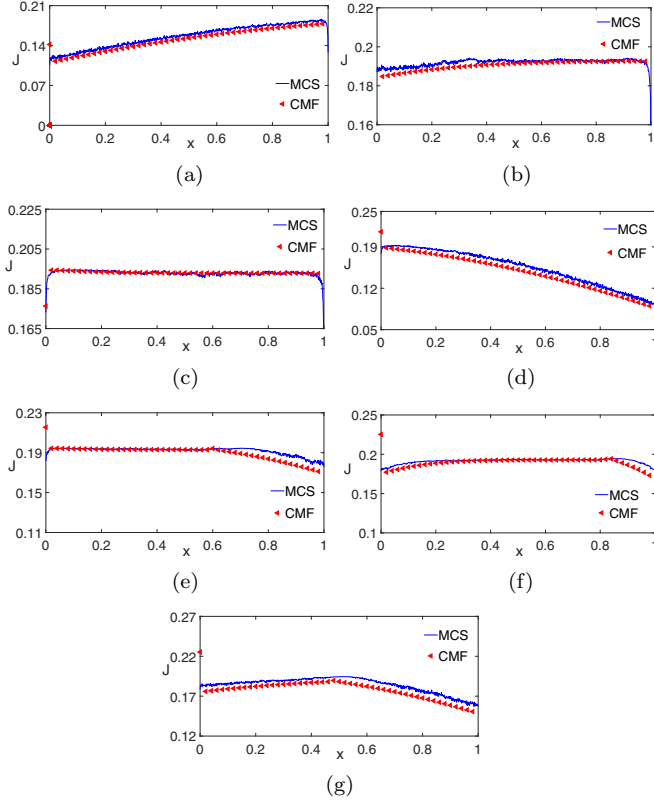 0.21
0.14
0.07
0
J
MCS
CMF
0 0.2 0.4 0.6 0.8 1
x
(a)
0.22
0.2
0.18
0.16
J
MCS
CMF
0 0.2 0.4 0.6 0.8 1
x
(b)
0.225
0.205
0.185
0.165
J
MCS
CMF
0 0.2 0.4 0.6 0.8 1
x
(c)
0.25
0.19
0.12
0.05
J
MCS
CMF
0 0.2 0.4 0.6 0.8 1
x
(d)
0.23
0.19
0.15
0.11
J
MCS
CMF
0 0.2 0.4 0.6 0.8 1
x
(e)
0.25
0.2
0.15
0.1
J
MCS
CMF
0 0.2 0.4 0.6 0.8 1
x
(f)
0.27
0.22
0.17
0.12
J
MCS
CMF
0 0.2 0.4 0.6 0.8 1
x
(g)